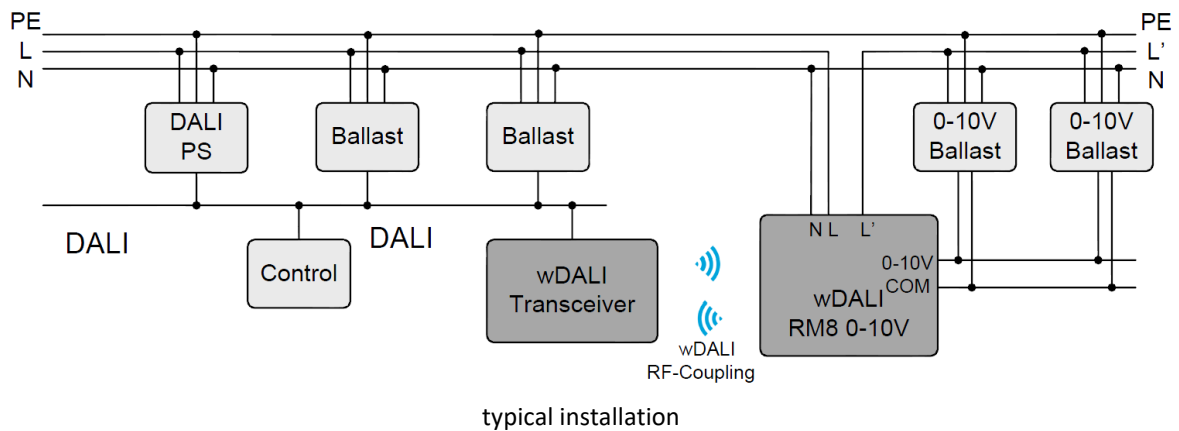 PE
L
N
PE
L’
N
DALI
PS
Ballast
Ballast
0-10V
Ballast
0-10V
Ballast
DALI
DALI
Control
wDALI
Transceiver
wDALI
RF-Coupling
N L L’
0-10V
COM
wDALI
RM8 0-10V
typical installation